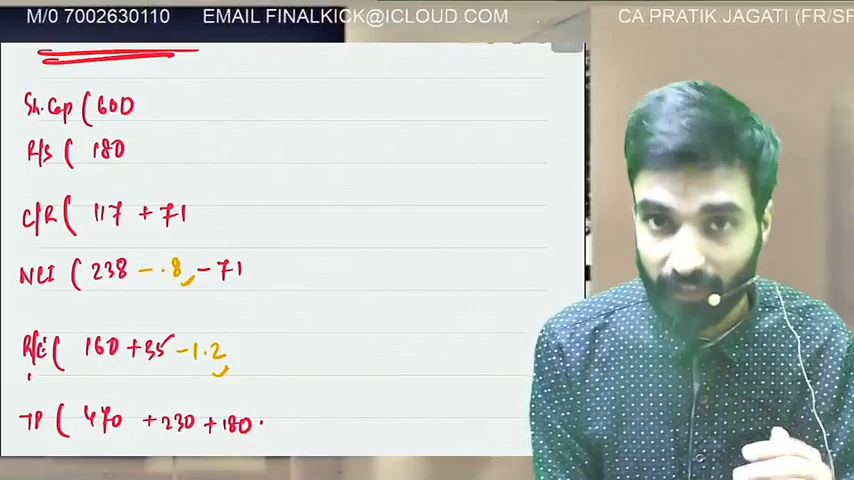 M/0 7002630110 EMAIL FINALKICK@ICLOUD.COM CA PRATIK JAGATI (FR/SF
Sh. Cap ( 600
R/S ( 180
C/R ( 117 + 71
NCI ( 238 - .8 - 71
160 + 35 - 1.2
TP ( 470 + 230 + 180